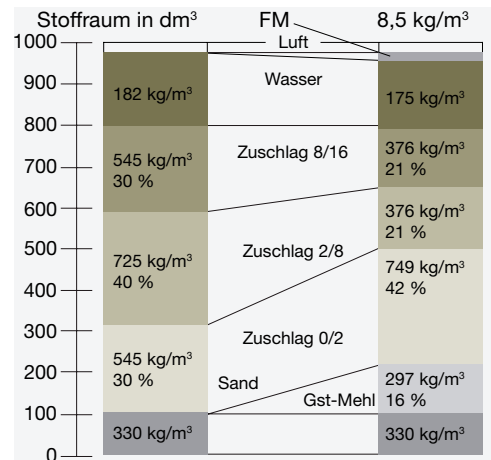 Stoffraum in dm³ FM 8,5 kg/m³
1000
Luft
900
182 kg/m³
Wasser
175 kg/m³
800
545 kg/m³
30 %
Zuschlag 8/16
376 kg/m³
21 %
700
600
376 kg/m³
21 %
725 kg/m³
40 %
Zuschlag 2/8
500
749 kg/m³
42 %
400
300
545 kg/m³
30 %
Zuschlag 0/2
200
Sand
Gst-Mehl
297 kg/m³
16 %
100
330 kg/m³
330 kg/m³
0